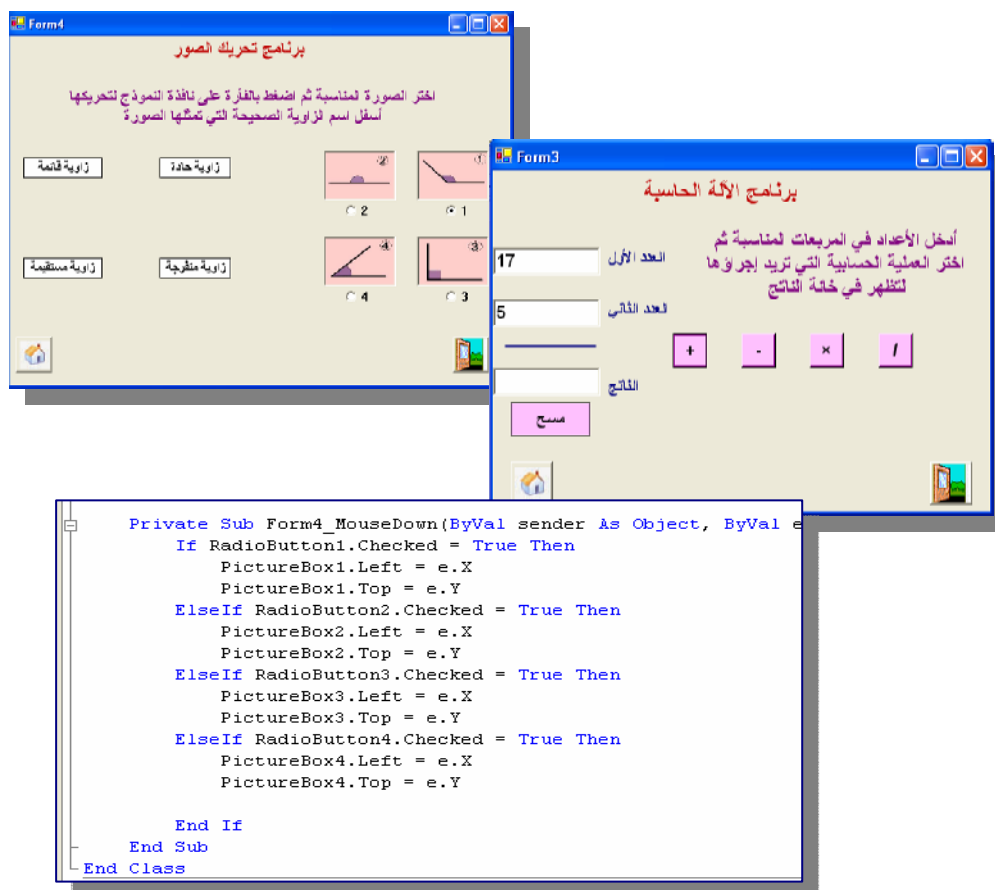 Form4
برنامج تحريك الصور
اختر الصورة المناسبة ثم اضغط بالفأرة على نافذة النموذج لتحريكها
أسفل اسم الزاوية الصحيحة التي تمثلها الصورة
زاوية حادة
زاوية قائمة
① ②
1 2
زاوية منفرجة
زاوية مستقيمة
③ ④
3 4
Form3
برنامج الآلة الحاسبة
أدخل الأعداد في المربعات المناسبة ثم
اختر العملية الحسابية التي تريد إجراؤها
لتظهر في خانة الناتج
العدد الأول 17
العدد الثاني 5
+ - × /
الناتج
مسح
Private Sub Form4_MouseDown(ByVal sender As Object, ByVal e
If RadioButton1.Checked = True Then
PictureBox1.Left = e.X
PictureBox1.Top = e.Y
ElseIf RadioButton2.Checked = True Then
PictureBox2.Left = e.X
PictureBox2.Top = e.Y
ElseIf RadioButton3.Checked = True Then
PictureBox3.Left = e.X
PictureBox3.Top = e.Y
ElseIf RadioButton4.Checked = True Then
PictureBox4.Left = e.X
PictureBox4.Top = e.Y
End If
End Sub
End Class